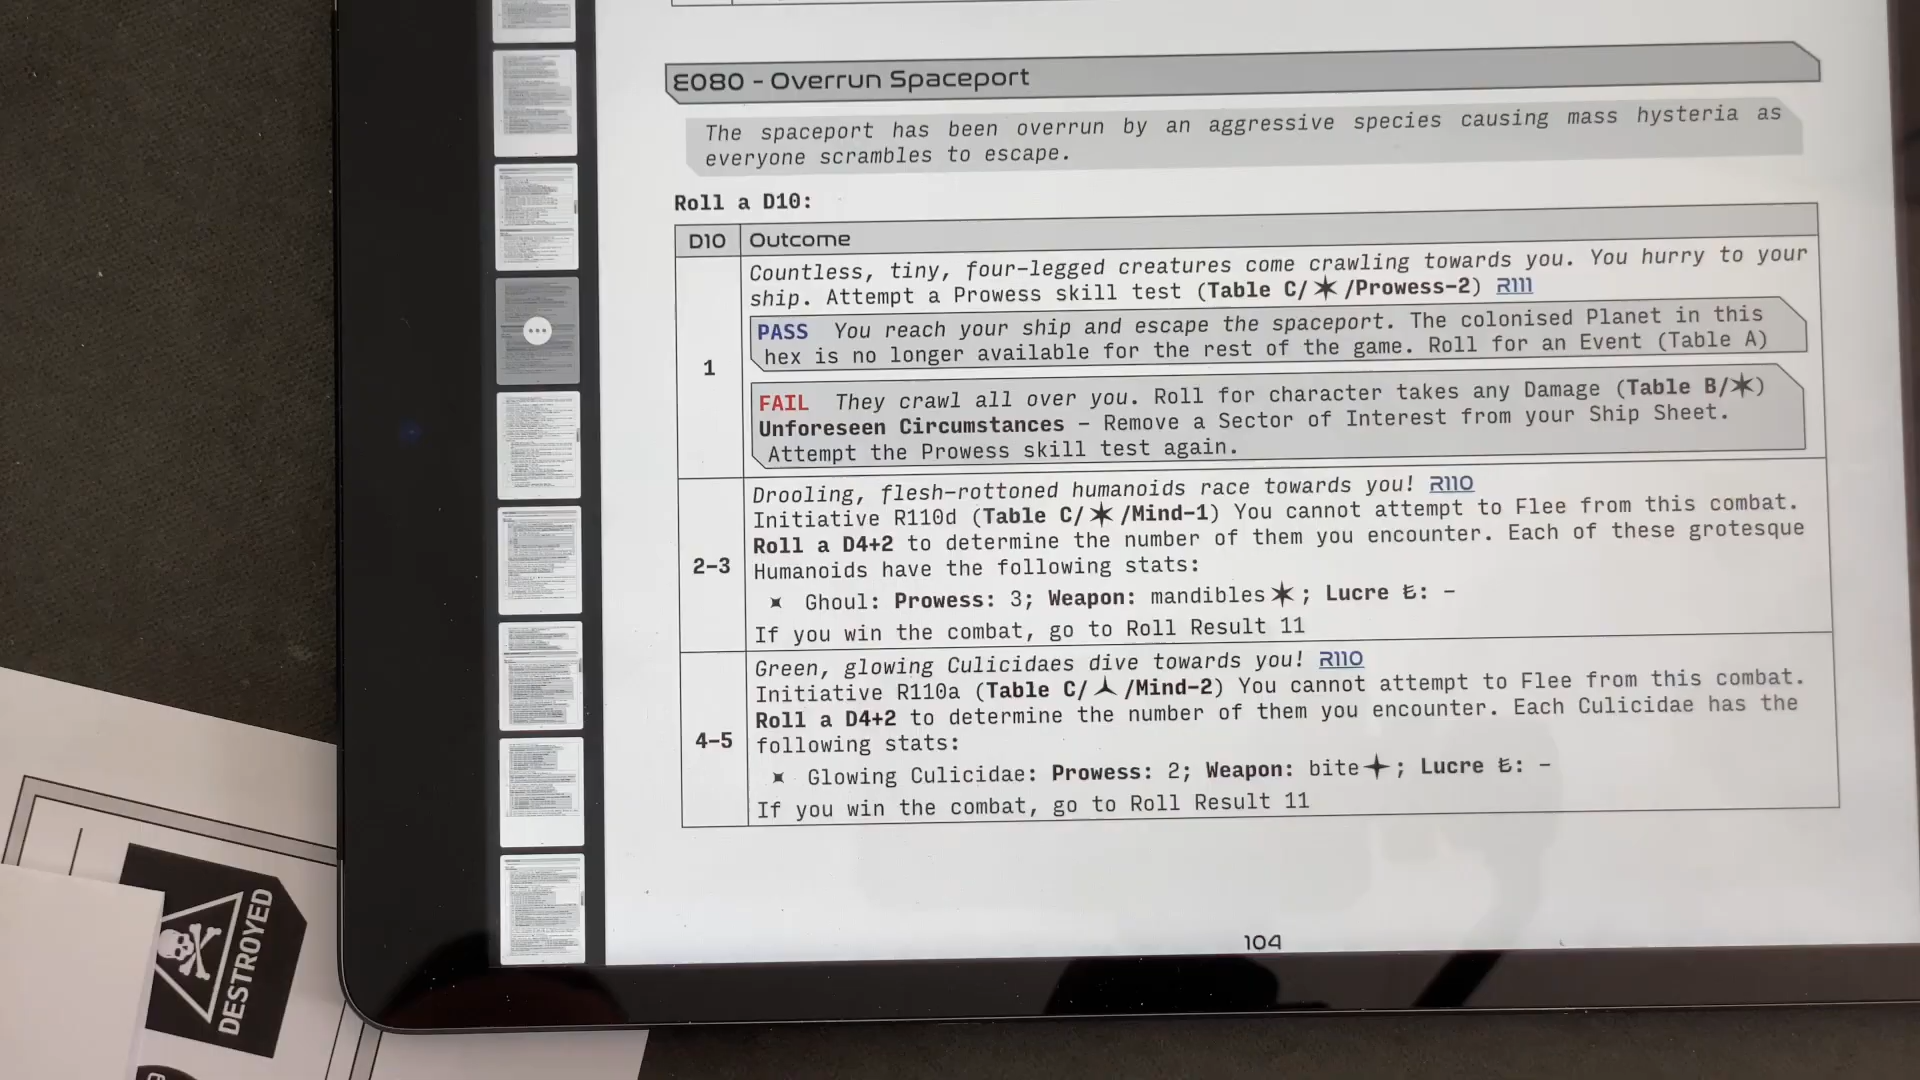 E080 - Overrun Spaceport
The spaceport has been overrun by an aggressive species causing mass hysteria as
everyone scrambles to escape.
Roll a D10:
D10 Outcome
1
Countless, tiny, four-legged creatures come crawling towards you. You hurry to your
ship. Attempt a Prowess skill test (Table C/✶/Prowess-2) R111
PASS You reach your ship and escape the spaceport. The colonised Planet in this
hex is no longer available for the rest of the game. Roll for an Event (Table A)
FAIL They crawl all over you. Roll for character takes any Damage (Table B/✶)
Unforeseen Circumstances – Remove a Sector of Interest from your Ship Sheet.
Attempt the Prowess skill test again.
2-3
Drooling, flesh-rottoned humanoids race towards you! R110
Initiative R110d (Table C/✶/Mind-1) You cannot attempt to Flee from this combat.
Roll a D4+2 to determine the number of them you encounter. Each of these grotesque
Humanoids have the following stats:
Ghoul: Prowess: 3; Weapon: mandibles✶; Lucre ₺: -
If you win the combat, go to Roll Result 11
4-5
Green, glowing Culicidaes dive towards you! R110
Initiative R110a (Table C/⅄/Mind-2) You cannot attempt to Flee from this combat.
Roll a D4+2 to determine the number of them you encounter. Each Culicidae has the
following stats:
Glowing Culicidae: Prowess: 2; Weapon: bite✦; Lucre ₺: -
If you win the combat, go to Roll Result 11
104
DESTROYED